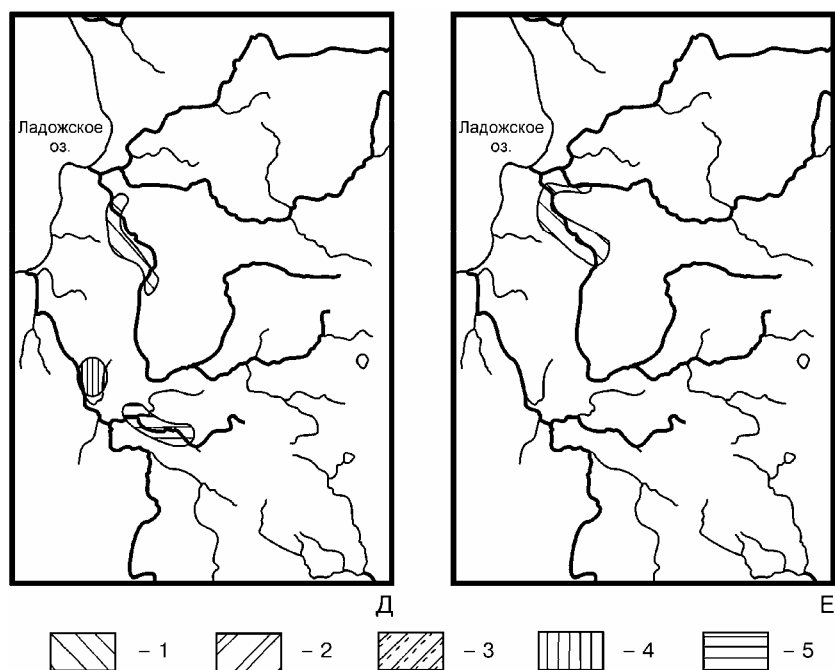 Ладожское
оз.
Ладожское
оз.
Д
Е
– 1
– 2
– 3
– 4
– 5